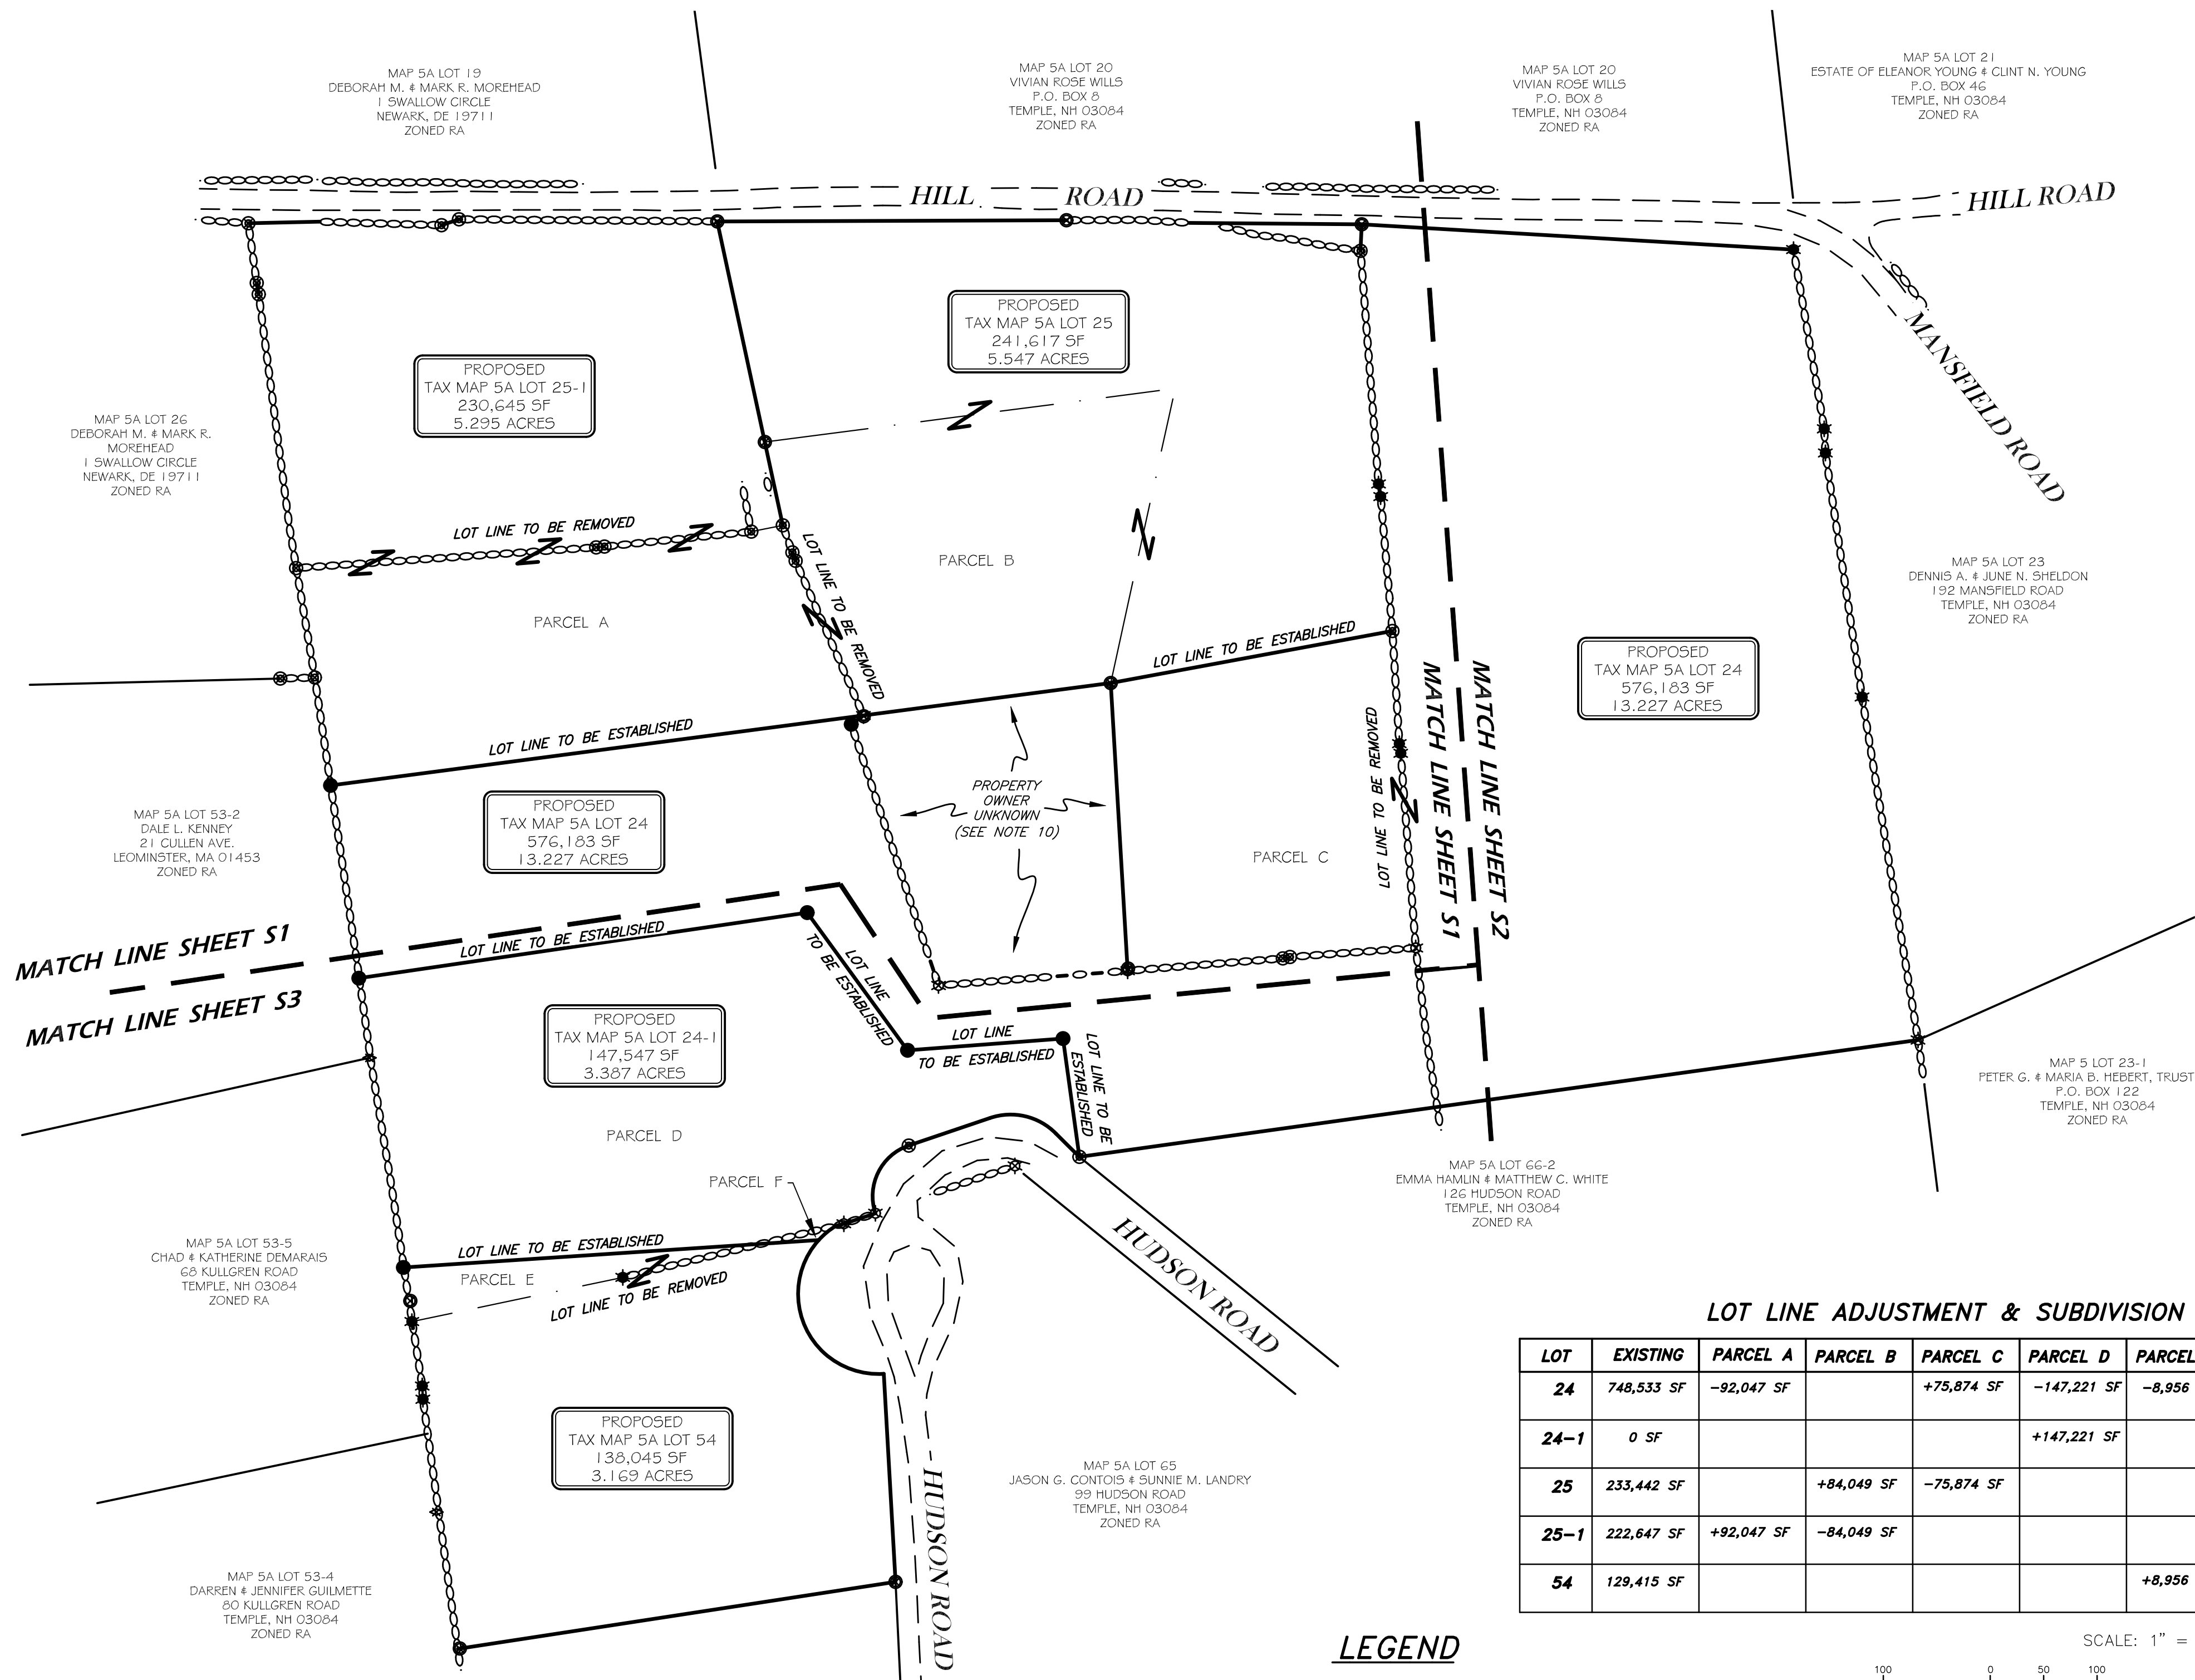 MAP 5A LOT 19
DEBORAH M. & MARK R. MOREHEAD
1 SWALLOW CIRCLE
NEWARK, DE 19711
ZONED RA
MAP 5A LOT 20
VIVIAN ROSE WILLS
P.O. BOX 8
TEMPLE, NH 03084
ZONED RA
MAP 5A LOT 20
VIVIAN ROSE WILLS
P.O. BOX 8
TEMPLE, NH 03084
ZONED RA
MAP 5A LOT 21
ESTATE OF ELEANOR YOUNG & CLINT N. YOUNG
P.O. BOX 46
TEMPLE, NH 03084
ZONED RA
HILL ROAD
HILL ROAD
MANSFIELD ROAD
PROPOSED
TAX MAP 5A LOT 25
241,617 SF
5.547 ACRES
PROPOSED
TAX MAP 5A LOT 25-1
230,645 SF
5.295 ACRES
MAP 5A LOT 26
DEBORAH M. & MARK R.
MOREHEAD
1 SWALLOW CIRCLE
NEWARK, DE 19711
ZONED RA
LOT LINE TO BE REMOVED
LOT LINE TO BE REMOVED
PARCEL B
PARCEL A
MAP 5A LOT 23
DENNIS A. & JUNE N. SHELDON
192 MANSFIELD ROAD
TEMPLE, NH 03084
ZONED RA
LOT LINE TO BE ESTABLISHED
PROPOSED
TAX MAP 5A LOT 24
576,183 SF
13.227 ACRES
MATCH LINE SHEET S1
MATCH LINE SHEET S2
LOT LINE TO BE REMOVED
LOT LINE TO BE ESTABLISHED
PROPERTY
OWNER
UNKNOWN
(SEE NOTE 10)
PROPOSED
TAX MAP 5A LOT 24
576,183 SF
13.227 ACRES
MAP 5A LOT 53-2
DALE L. KENNEY
21 CULLEN AVE.
LEOMINSTER, MA 01453
ZONED RA
PARCEL C
MATCH LINE SHEET S1
MATCH LINE SHEET S3
LOT LINE TO BE ESTABLISHED
LOT LINE
TO BE ESTABLISHED
PROPOSED
TAX MAP 5A LOT 24-1
147,547 SF
3.387 ACRES
LOT LINE
TO BE ESTABLISHED
LOT LINE TO BE
ESTABLISHED
MAP 5 LOT 23-1
PETER G. & MARIA B. HEBERT, TRUST
P.O. BOX 122
TEMPLE, NH 03084
ZONED RA
PARCEL D
PARCEL F
MAP 5A LOT 66-2
EMMA HAMLIN & MATTHEW C. WHITE
126 HUDSON ROAD
TEMPLE, NH 03084
ZONED RA
HUDSON ROAD
MAP 5A LOT 53-5
CHAD & KATHERINE DEMARAIS
68 KULLGREN ROAD
TEMPLE, NH 03084
ZONED RA
LOT LINE TO BE ESTABLISHED
PARCEL E
LOT LINE TO BE REMOVED
PROPOSED
TAX MAP 5A LOT 54
138,045 SF
3.169 ACRES
MAP 5A LOT 65
JASON G. CONTOIS & SUNNIE M. LANDRY
99 HUDSON ROAD
TEMPLE, NH 03084
ZONED RA
HUDSON ROAD
MAP 5A LOT 53-4
DARREN & JENNIFER GUILMETTE
80 KULLGREN ROAD
TEMPLE, NH 03084
ZONED RA
LOT LINE ADJUSTMENT & SUBDIVISION
LOT EXISTING PARCEL A PARCEL B PARCEL C PARCEL D PARCEL
24 748,533 SF -92,047 SF +75,874 SF -147,221 SF -8,956
24-1 0 SF +147,221 SF
25 233,442 SF +84,049 SF -75,874 SF
25-1 222,647 SF +92,047 SF -84,049 SF
54 129,415 SF +8,956
LEGEND
SCALE: 1" =
100 0 50 100